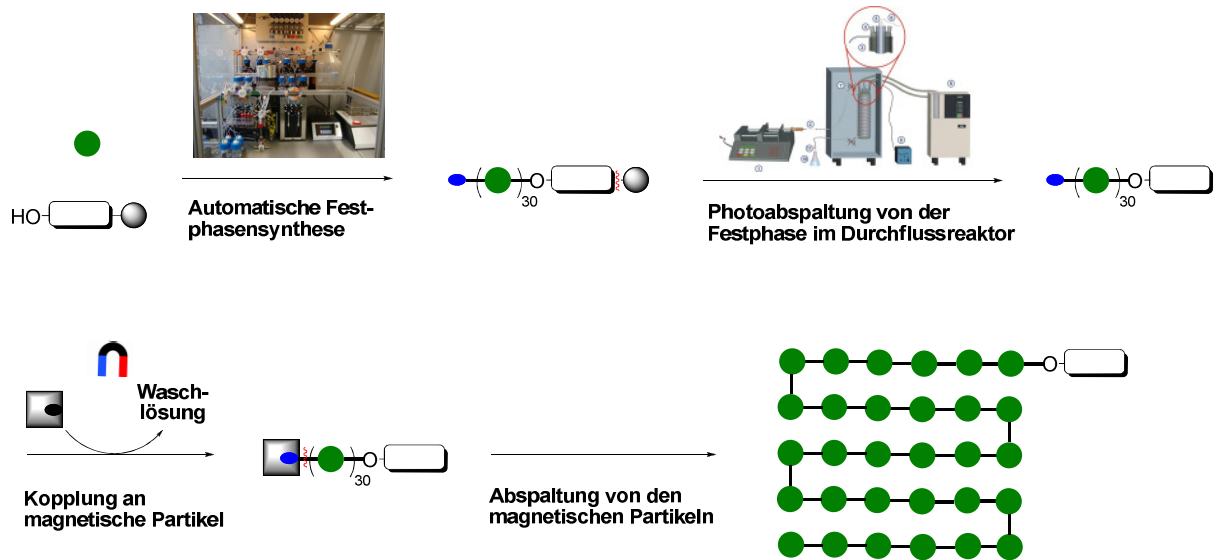 HO
Automatische Fest-
phasensynthese
O
30
Photoabspaltung von der
Festphase im Durchflussreaktor
O
30
Wasch-
lösung
Kopplung an
magnetische Partikel
O
30
Abspaltung von den
magnetischen Partikeln
O